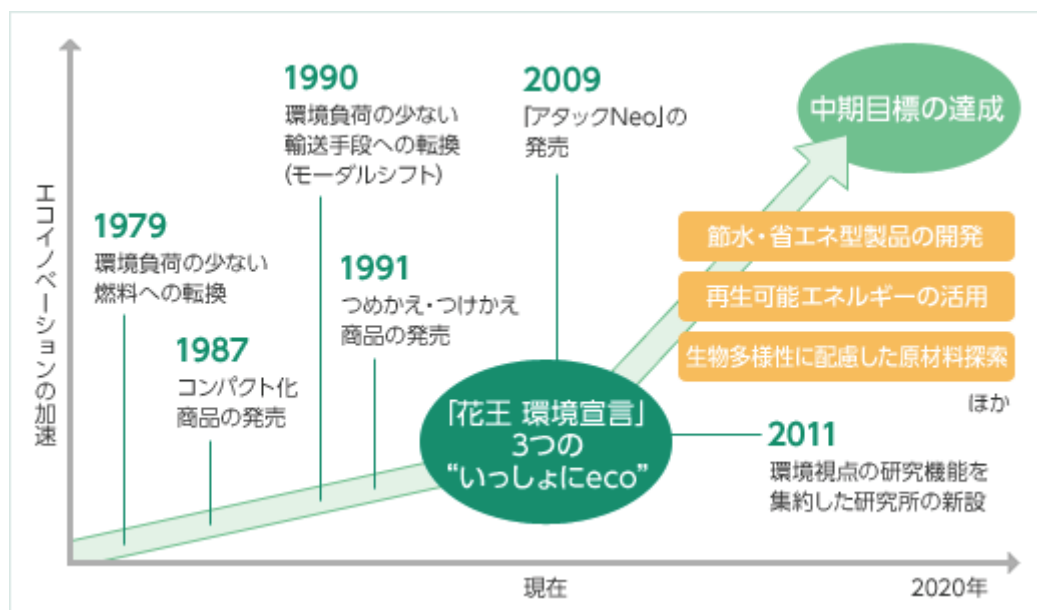 エコイノベーションの加速
1979
環境負荷の少ない
燃料への転換
1987
コンパクト化
商品の発売
1990
環境負荷の少ない
輸送手段への転換
(モーダルシフト)
1991
つめかえ・つけかえ
商品の発売
2009
「アタックNeo」の
発売
「花王 環境宣言」
3つの
“いっしょにeco”
2011
環境視点の研究機能を
集約した研究所の新設
中期目標の達成
節水・省エネ型製品の開発
再生可能エネルギーの活用
生物多様性に配慮した原材料探索
ほか
現在
2020年